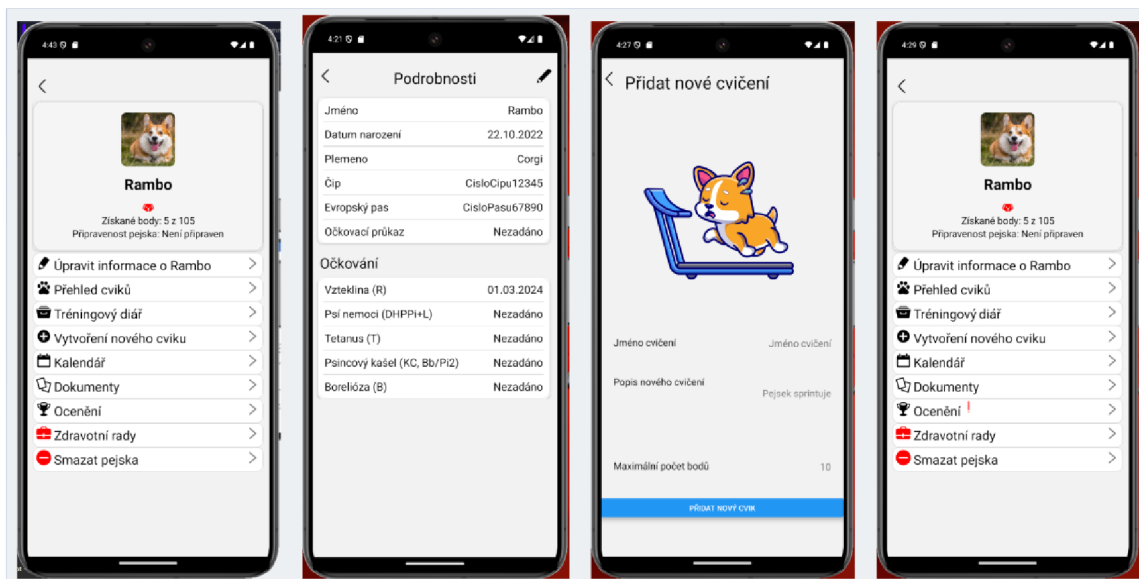 4:43
Rambo
Získané body: 5 z 105
Připravenost pejska: Není připraven
Úpravit informace o Rambo
Přehled cviků
Tréningový diář
Vytvoření nového cviku
Kalendář
Dokumenty
Ocenění
Zdravotní rady
Smazat pejska
4:21
Podrobnosti
Jméno Rambo
Datum narození 22.10.2022
Plemeno Corgi
Čip CisloCipu12345
Evropský pas CisloPasu67890
Očkovací průkaz Nezadáno
Očkování
Vzteklina (R) 01.03.2024
Psí nemoci (DHPPi+L) Nezadáno
Tetanus (T) Nezadáno
Psincový kašel (KC, Bb/Pi2) Nezadáno
Borelióza (B) Nezadáno
4:27
Přidat nové cvičení
Jméno cvičení Jméno cvičení
Popis nového cvičení
Pejsek sprintuje
Maximální počet bodů 10
PŘIDAT NOVÝ CVIK
4:29
Rambo
Získané body: 5 z 105
Připravenost pejska: Není připraven
Úpravit informace o Rambo
Přehled cviků
Tréningový diář
Vytvoření nového cviku
Kalendář
Dokumenty
Ocenění !
Zdravotní rady
Smazat pejska